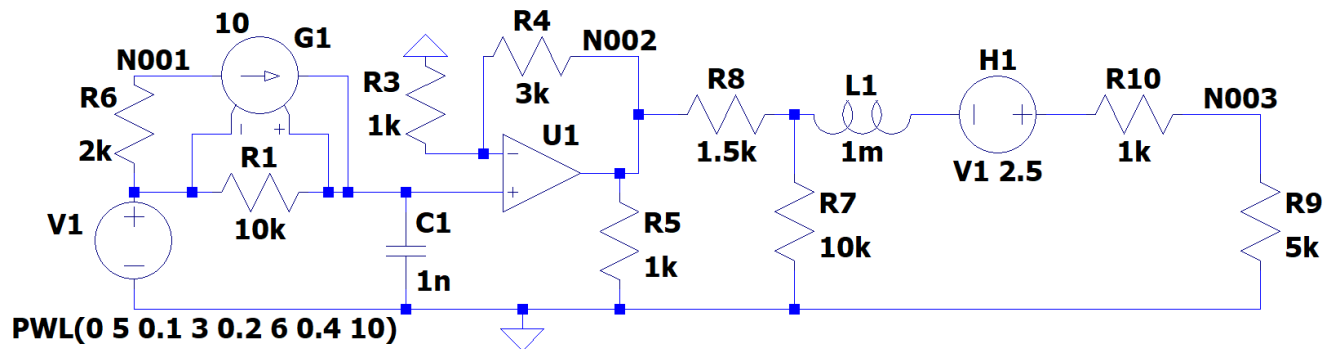 10
G1
N001
R6
2k
R1
10k
V1
C1
1n
PWL(0 5 0.1 3 0.2 6 0.4 10)
R3
1k
R4
3k
N002
U1
R5
1k
R8
1.5k
R7
10k
L1
1m
H1
V1 2.5
R10
1k
N003
R9
5k